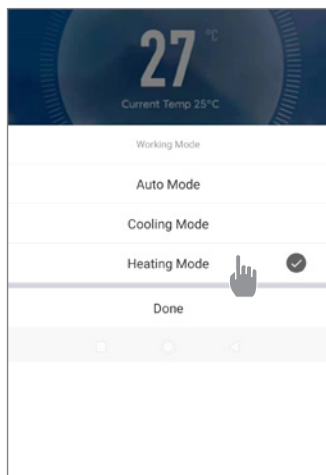 27 °C
Current Temp 25°C
Working Mode
Auto Mode
Cooling Mode
Heating Mode
Done